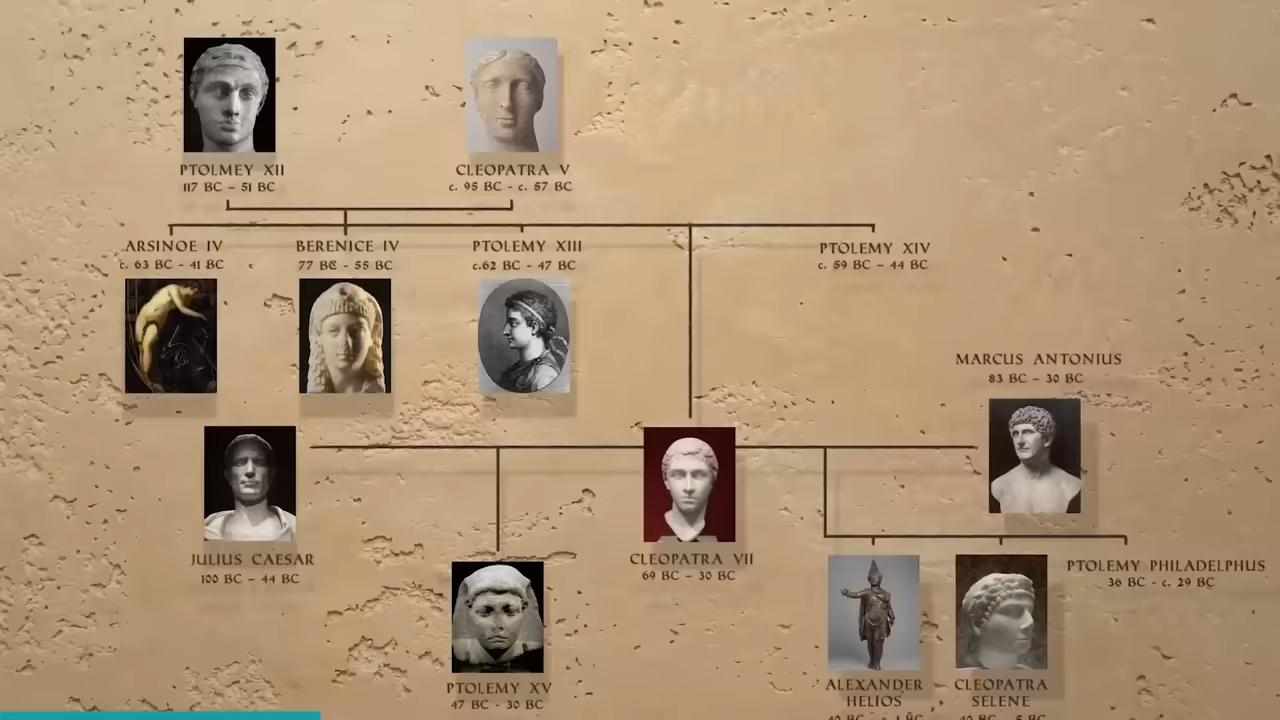 PTOLMEY XII
117 BC – 51 BC
CLEOPATRA V
c. 95 BC - c. 57 BC
ARSINOE IV
c. 63 BC - 41 BC
BERENICE IV
77 BC - 55 BC
PTOLEMY XIII
c.62 BC - 47 BC
PTOLEMY XIV
c. 59 BC – 44 BC
MARCUS ANTONIUS
83 BC – 30 BC
JULIUS CAESAR
100 BC – 44 BC
CLEOPATRA VII
69 BC – 30 BC
PTOLEMY PHILADELPHUS
36 BC - c. 29 BC
PTOLEMY XV
47 BC - 30 BC
ALEXANDER
HELIOS
CLEOPATRA
SELENE